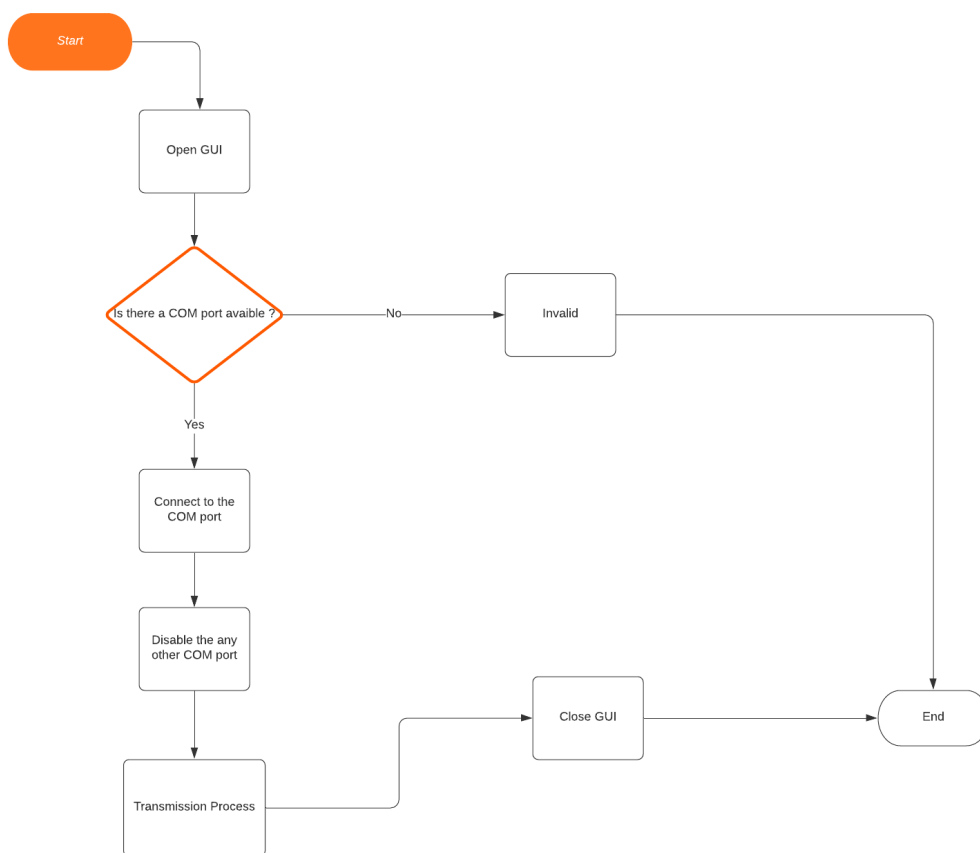 Start
Open GUI
Is there a COM port avaible ?
No
Invalid
Yes
Connect to the
COM port
Disable the any
other COM port
Close GUI
End
Transmission Process